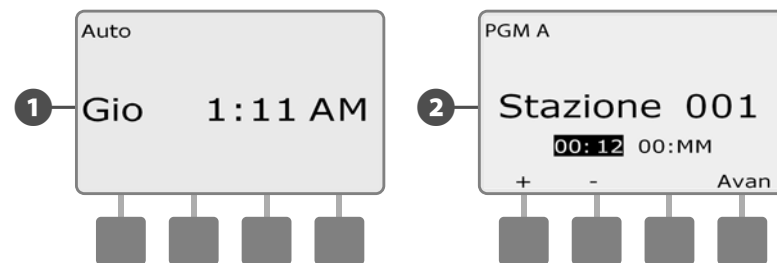 Auto
1 Gio 1:11 AM
PGM A
2 Stazione 001
00:12 00:MM
+ - Avan